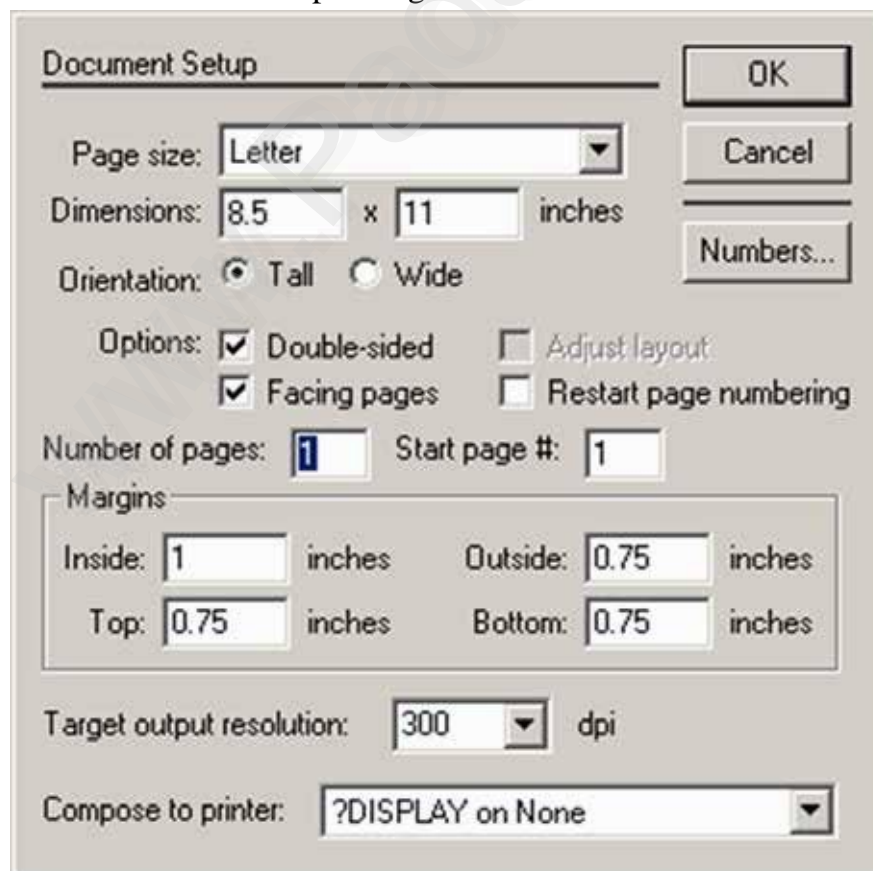 Document Setup
OK
Page size: Letter
Cancel
Dimensions: 8.5 x 11 inches
Numbers...
Orientation: Tall Wide
Options: Double-sided Adjust layout
Facing pages Restart page numbering
Number of pages: 1 Start page #: 1
Margins
Inside: 1 inches Outside: 0.75 inches
Top: 0.75 inches Bottom: 0.75 inches
Target output resolution: 300 dpi
Compose to printer: ?DISPLAY on None